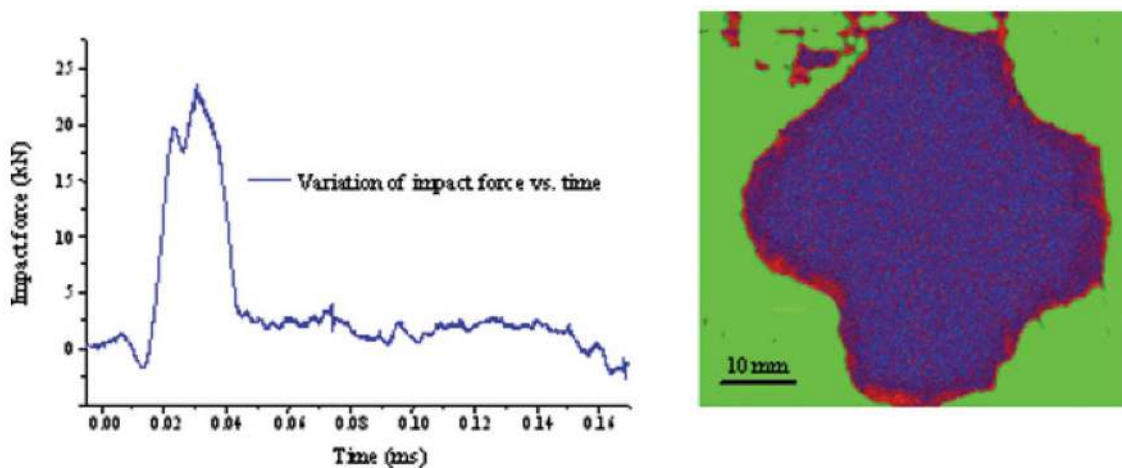 Impact force (kN)
25
20
15
10
5
0
Variation of impact force vs. time
0.00 0.02 0.04 0.06 0.08 0.10 0.12 0.14 0.16
Time (ms)
10 mm